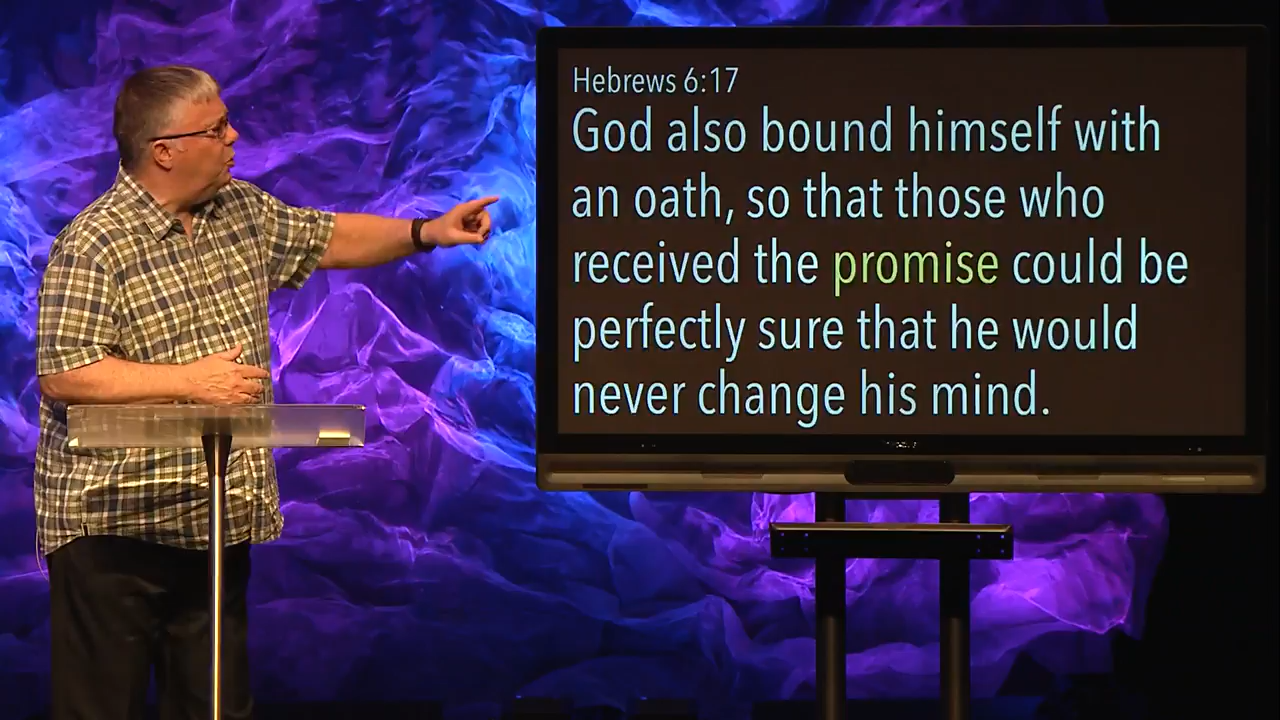 Hebrews 6:17
God also bound himself with
an oath, so that those who
received the promise could be
perfectly sure that he would
never change his mind.